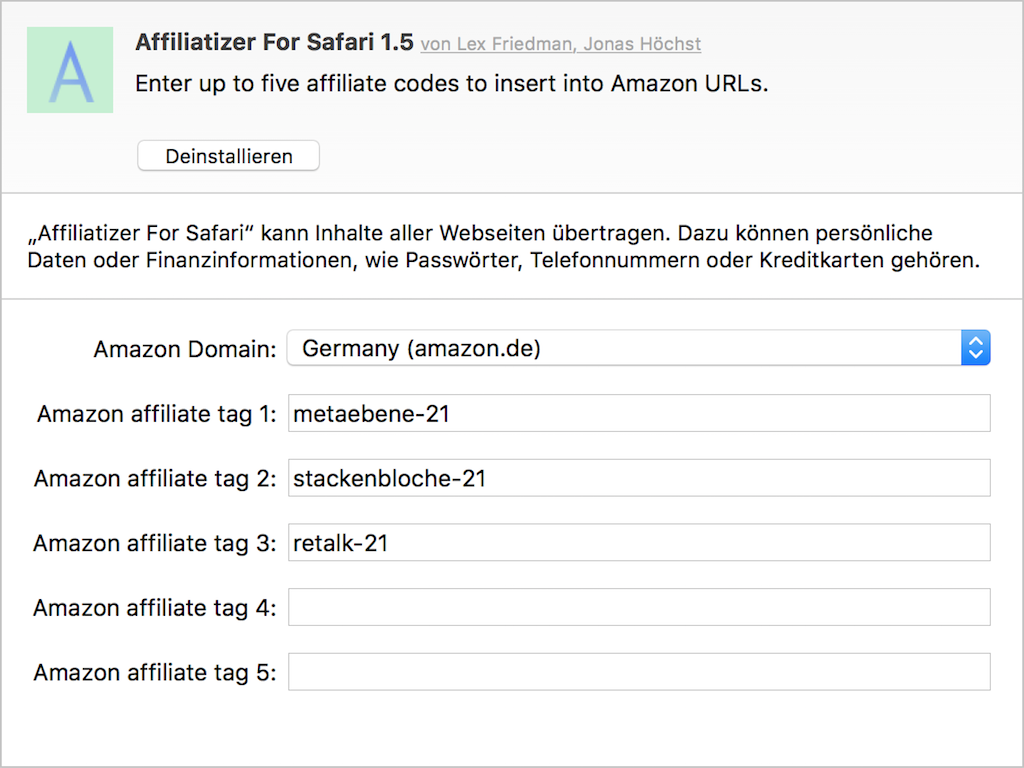 A
Affiliatizer For Safari 1.5 von Lex Friedman, Jonas Höchst
Enter up to five affiliate codes to insert into Amazon URLs.
Deinstallieren
„Affiliatizer For Safari“ kann Inhalte aller Webseiten übertragen. Dazu können persönliche
Daten oder Finanzinformationen, wie Passwörter, Telefonnummern oder Kreditkarten gehören.
Amazon Domain: Germany (amazon.de)
Amazon affiliate tag 1: metaebene-21
Amazon affiliate tag 2: stackenbloche-21
Amazon affiliate tag 3: retalk-21
Amazon affiliate tag 4:
Amazon affiliate tag 5: